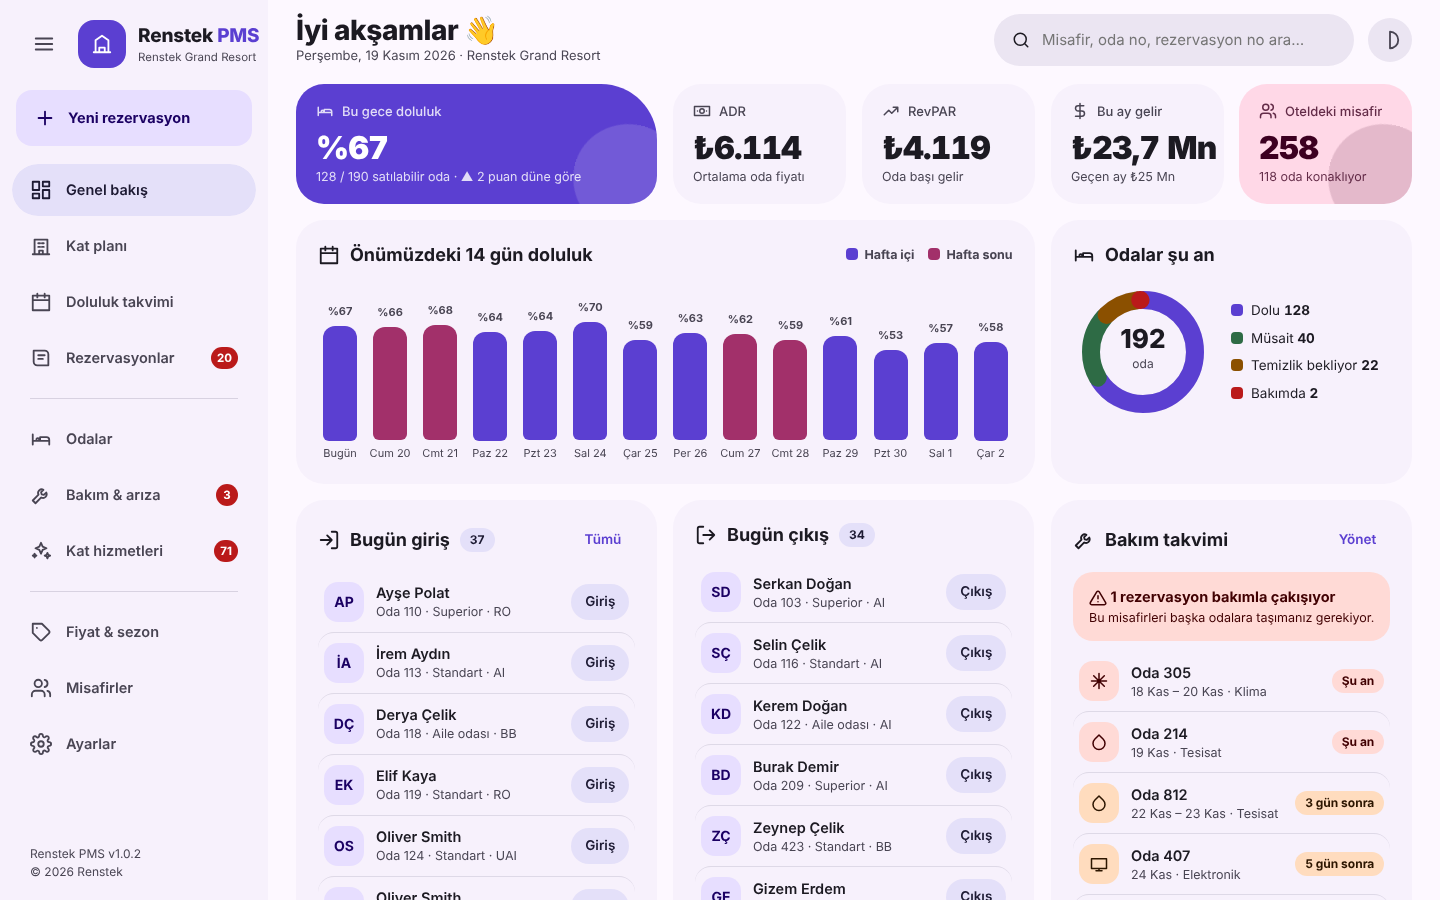 Renstek PMS
Renstek Grand Resort
Yeni rezervasyon
Genel bakış
Kat planı
Doluluk takvimi
Rezervasyonlar 20
Odalar
Bakım & arıza 3
Kat hizmetleri 71
Fiyat & sezon
Misafirler
Ayarlar
Renstek PMS v1.0.2
© 2026 Renstek
İyi akşamlar 👋
Perşembe, 19 Kasım 2026 · Renstek Grand Resort
Misafir, oda no, rezervasyon no ara...
D
Bu gece doluluk
%67
128 / 190 satılabilir oda · ▲ 2 puan düne göre
ADR
₺6.114
Ortalama oda fiyatı
RevPAR
₺4.119
Oda başı gelir
Bu ay gelir
₺23,7 Mn
Geçen ay ₺25 Mn
Oteldeki misafir
258
118 oda konaklıyor
Önümüzdeki 14 gün doluluk
Hafta içi Hafta sonu
%67 %66 %68 %64 %64 %70 %59 %63 %62 %59 %61 %53 %57 %58
Bugün Cum 20 Cmt 21 Paz 22 Pzt 23 Sal 24 Çar 25 Per 26 Cum 27 Cmt 28 Paz 29 Pzt 30 Sal 1 Çar 2
Odalar şu an
192
oda
Dolu 128
Müsait 40
Temizlik bekliyor 22
Bakımda 2
Bugün giriş 37 Tümü
AP Ayşe Polat Giriş
Oda 110 · Superior · RO
İA İrem Aydın Giriş
Oda 113 · Standart · AI
DÇ Derya Çelik Giriş
Oda 118 · Aile odası · BB
EK Elif Kaya Giriş
Oda 119 · Standart · RO
OS Oliver Smith Giriş
Oda 124 · Standart · UAI
Oliver Smith
Bugün çıkış 34
SD Serkan Doğan Çıkış
Oda 103 · Superior · AI
SÇ Selin Çelik Çıkış
Oda 116 · Standart · AI
KD Kerem Doğan Çıkış
Oda 122 · Aile odası · AI
BD Burak Demir Çıkış
Oda 209 · Superior · AI
ZÇ Zeynep Çelik Çıkış
Oda 423 · Standart · BB
GE Gizem Erdem Çıkış
Bakım takvimi Yönet
1 rezervasyon bakımla çakışıyor
Bu misafirleri başka odalara taşımanız gerekiyor.
Oda 305 Şu an
18 Kas – 20 Kas · Klima
Oda 214 Şu an
19 Kas · Tesisat
Oda 812 3 gün sonra
22 Kas – 23 Kas · Tesisat
Oda 407 5 gün sonra
24 Kas · Elektronik